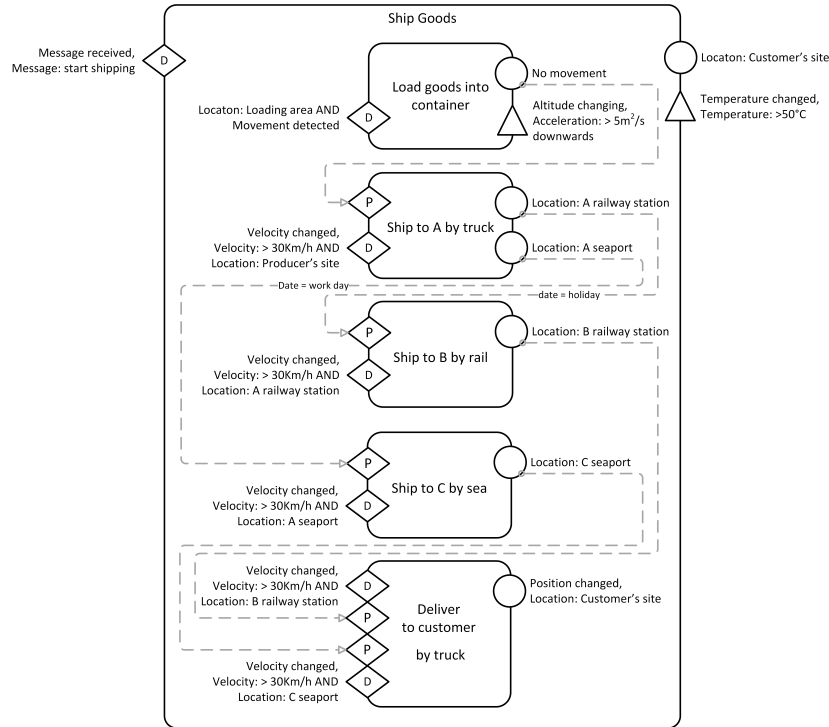 Ship Goods
Message received,
Message: start shipping
D
Locaton: Customer's site
Temperature changed,
Temperature: >50°C
Load goods into
container
No movement
Locaton: Loading area AND
Movement detected
D
Altitude changing,
Acceleration: > 5m²/s
downwards
P
Ship to A by truck
Location: A railway station
Velocity changed,
Velocity: > 30Km/h AND
Location: Producer's site
D
Location: A seaport
Date = work day
date = holiday
P
Ship to B by rail
Location: B railway station
Velocity changed,
Velocity: > 30Km/h AND
Location: A railway station
D
P
Ship to C by sea
Location: C seaport
Velocity changed,
Velocity: > 30Km/h AND
Location: A seaport
D
Velocity changed,
Velocity: > 30Km/h AND
Location: B railway station
D
P
Deliver
to customer
by truck
Position changed,
Location: Customer's site
P
Velocity changed,
Velocity: > 30Km/h AND
Location: C seaport
D